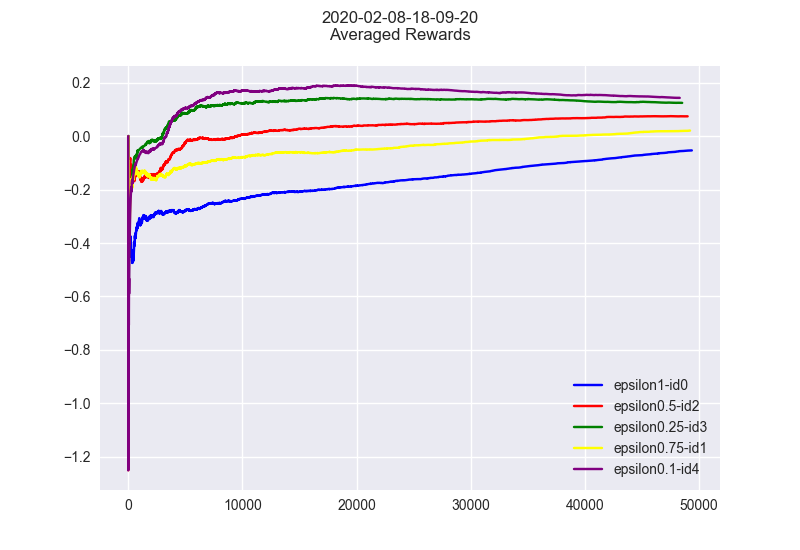 2020-02-08-18-09-20
Averaged Rewards
0.2
0.0
−0.2
−0.4
−0.6
−0.8
−1.0
−1.2
epsilon1-id0
epsilon0.5-id2
epsilon0.25-id3
epsilon0.75-id1
epsilon0.1-id4
0 10000 20000 30000 40000 50000